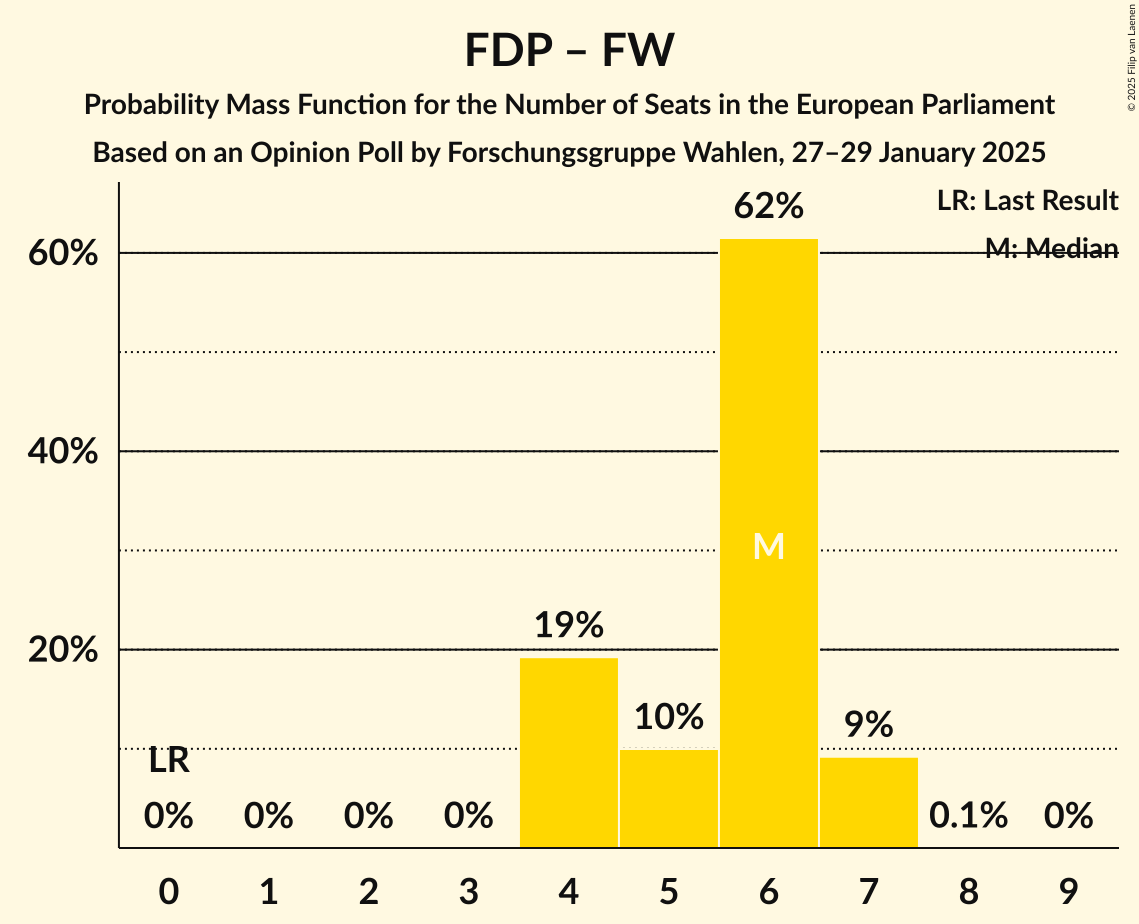 FDP – FW
Probability Mass Function for the Number of Seats in the European Parliament
Based on an Opinion Poll by Forschungsgruppe Wahlen, 27–29 January 2025
© 2025 Filip van Laenen
LR: Last Result
M: Median
60%
40%
20%
62%
M
19%
10%
9%
LR
0%
0%
0%
0%
0.1%
0%
0
1
2
3
4
5
6
7
8
9